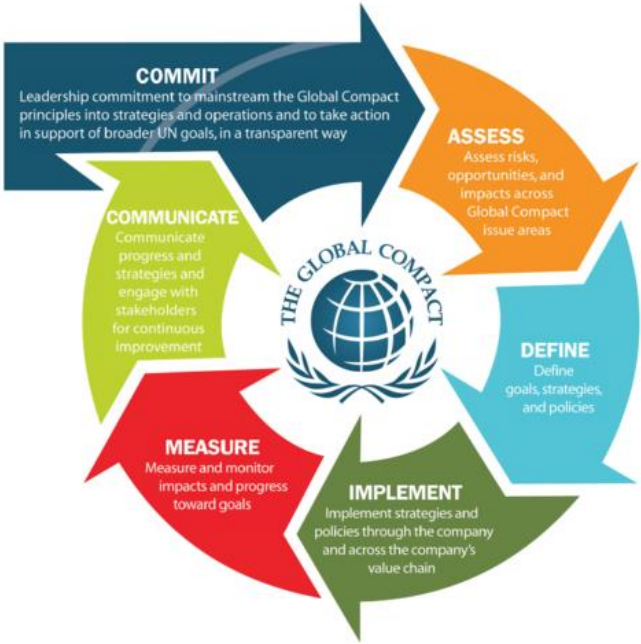 COMMIT
Leadership commitment to mainstream the Global Compact
principles into strategies and operations and to take action
in support of broader UN goals, in a transparent way
ASSESS
Assess risks,
opportunities, and
impacts across
Global Compact
issue areas
DEFINE
Define
goals, strategies,
and policies
IMPLEMENT
Implement strategies and
policies through the company
and across the company's
value chain
MEASURE
Measure and monitor
impacts and progress
toward goals
COMMUNICATE
Communicate
progress and
strategies and
engage with
stakeholders
for continuous
improvement
THE GLOBAL COMPACT